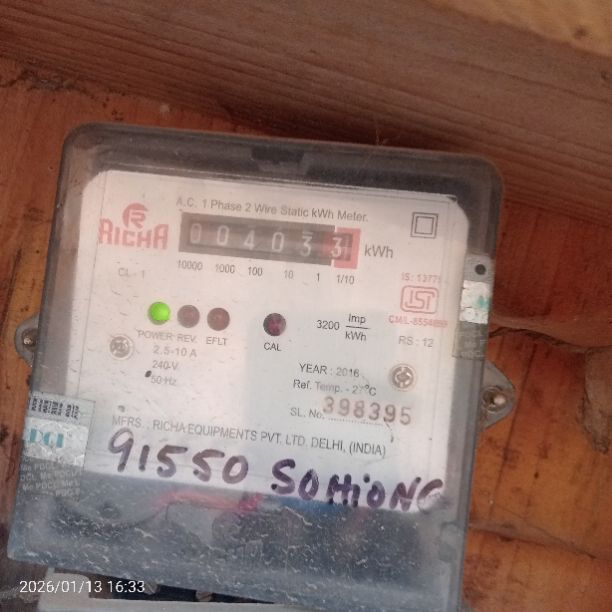 A.C. 1 Phase 2 Wire Static kWh Meter.
RICHA
004033 kWh
10000 1000 100 10 1 1/10
CL - 1
IS : 13779
ISI
3200 Imp/kWh
RS : 12
POWER REV. EFLT
CAL
2.5-10 A
240-V
50 Hz
YEAR : 2016
Ref. Temp. - 27°C
SL. No. 398395
MFRS. : RICHA EQUIPMENTS PVT. LTD. DELHI, (INDIA)
91550 SOHIONG
2026/01/13 16:33